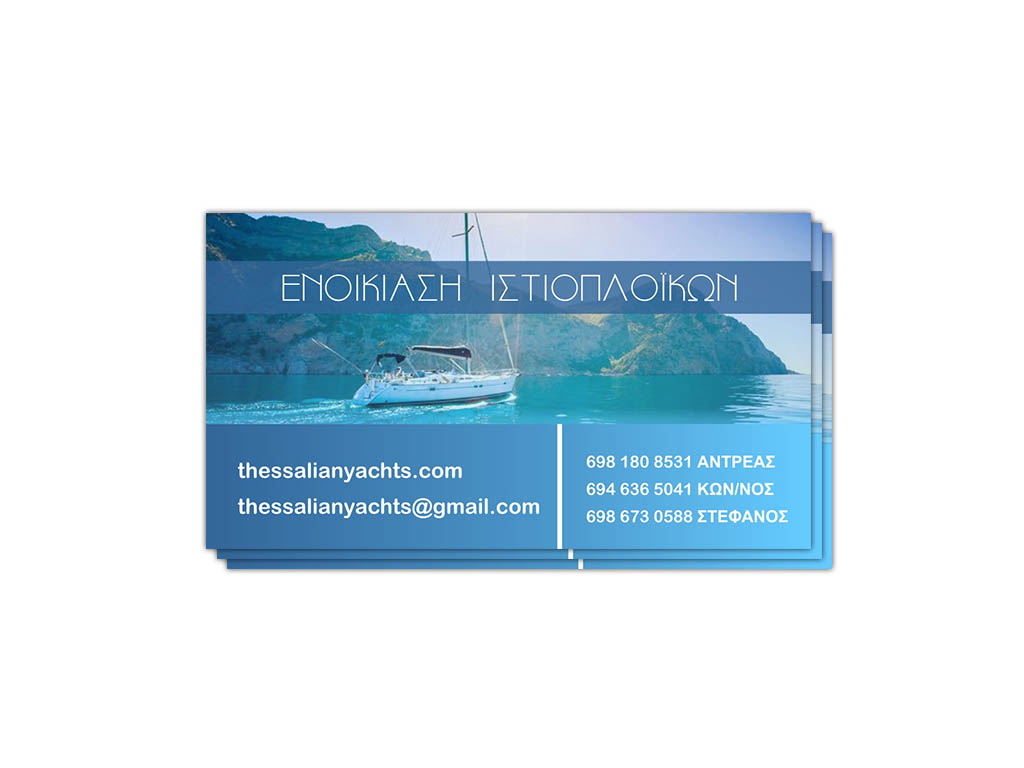 ΕΝΟΙΚΙΑΣΗ ΙΣΤΙΟΠΛΟΪΚΩΝ
thessalianyachts.com
thessalianyachts@gmail.com
698 180 8531 ΑΝΤΡΕΑΣ
694 636 5041 ΚΩΝ/ΝΟΣ
698 673 0588 ΣΤΕΦΑΝΟΣ